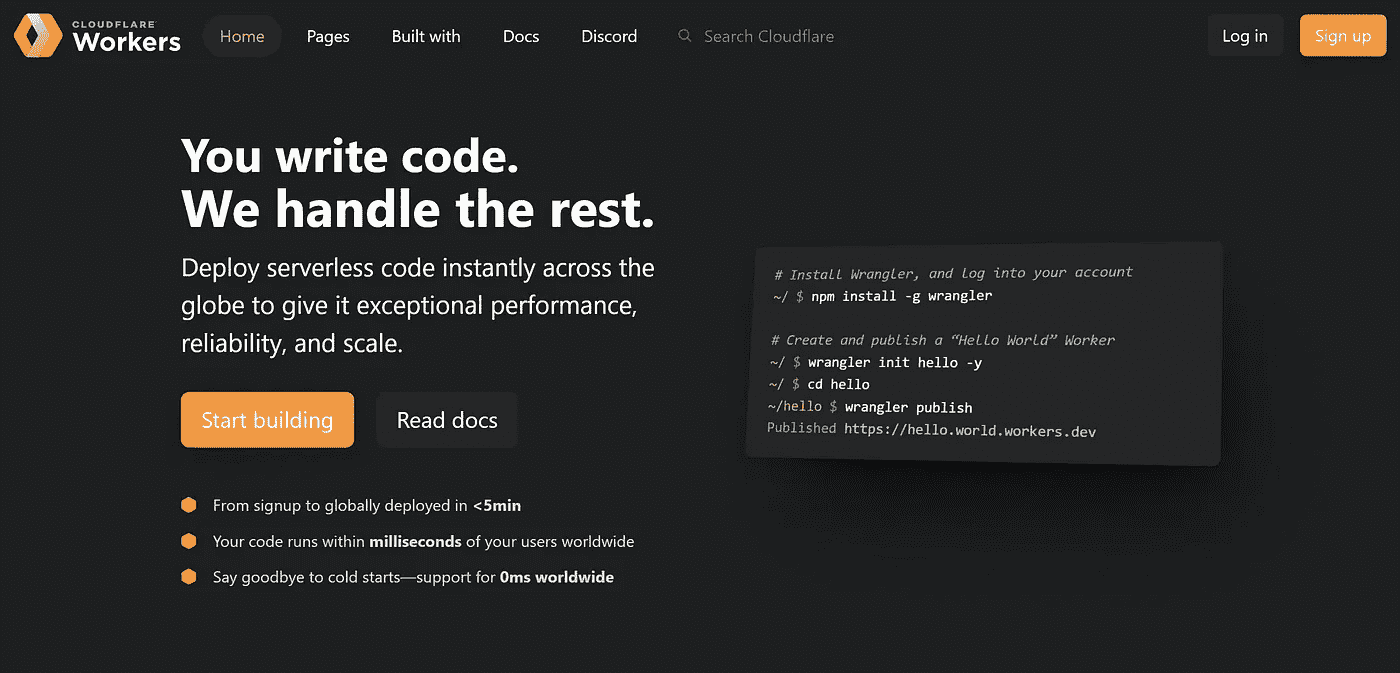 CLOUDFLARE
Workers
Home
Pages
Built with
Docs
Discord
Search Cloudflare
Log in
Sign up
You write code.
We handle the rest.
Deploy serverless code instantly across the
globe to give it exceptional performance,
reliability, and scale.
Start building
Read docs
From signup to globally deployed in <5min
Your code runs within milliseconds of your users worldwide
Say goodbye to cold starts—support for 0ms worldwide
# Install Wrangler, and log into your account
~/ $ npm install -g wrangler
# Create and publish a “Hello World” Worker
~/ $ wrangler init hello -y
~/ $ cd hello
~/hello $ wrangler publish
Published https://hello.world.workers.dev